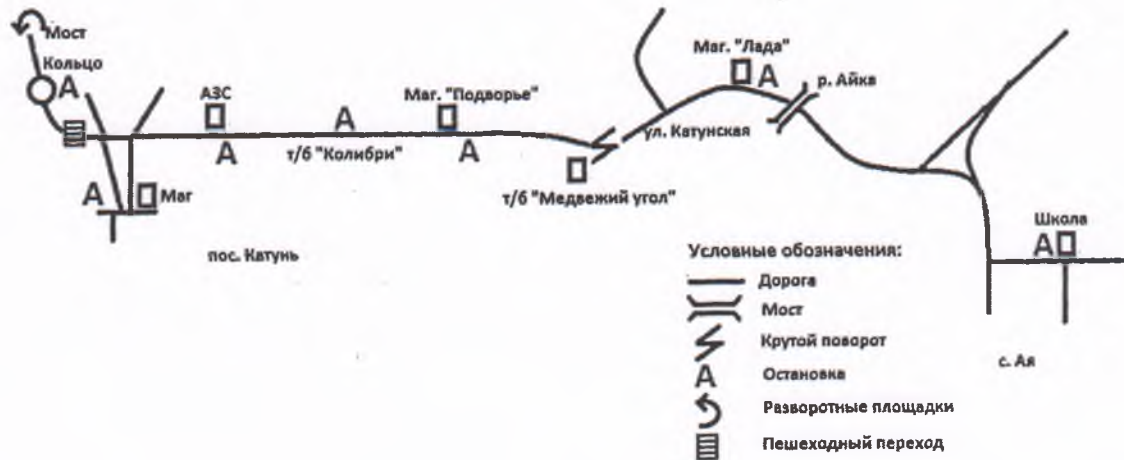 Мост
Кольцо
А
АЗС
А
А
т/б "Колибри"
Маг. "Подворье"
А
т/б "Медвежий угол"
ул. Катунская
Маг. "Лада"
А
р. Айка
А
Маг
пос. Катунь
Школа
А
с. Ая
Условные обозначения:
Дорога
Мост
Крутой поворот
А
Остановка
Разворотные площадки
Пешеходный переход